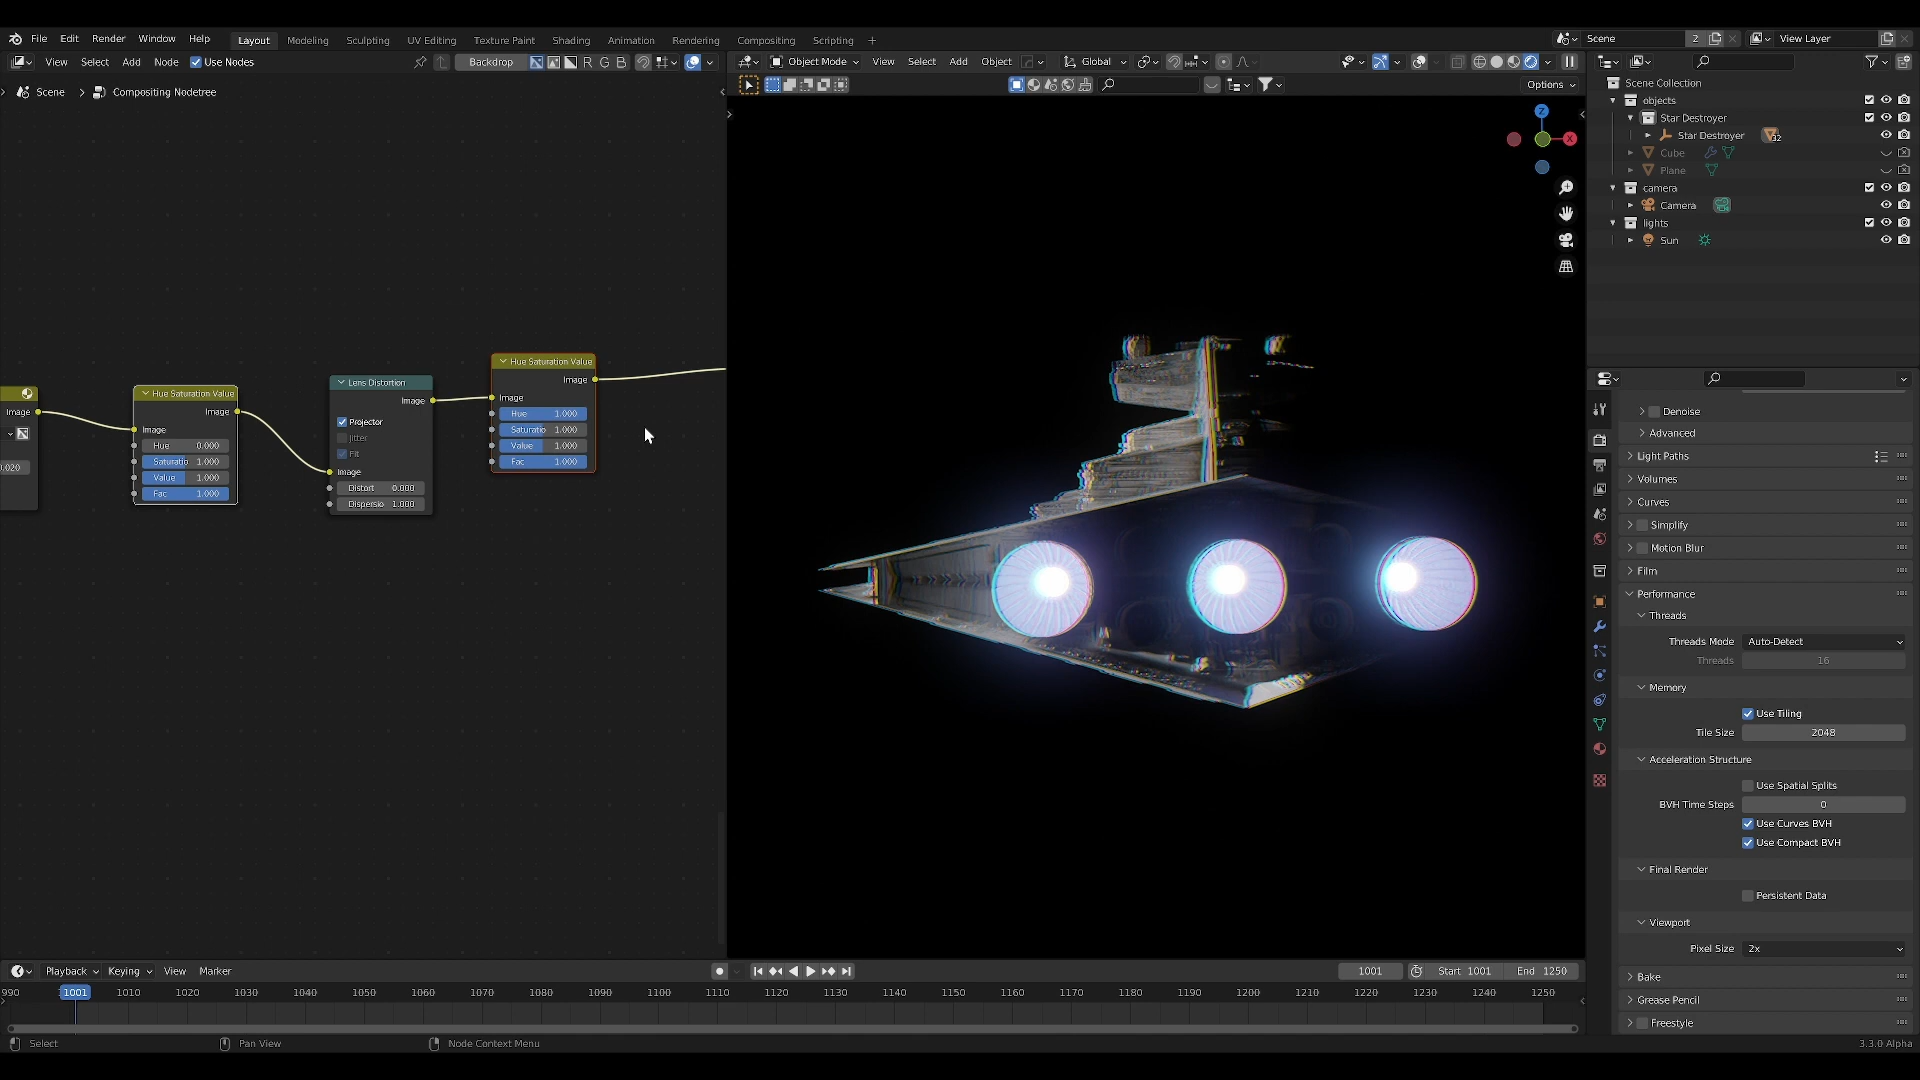 File Edit Render Window Help Layout Modeling Sculpting UV Editing Texture Paint Shading Animation Rendering Compositing Scripting + Scene 2 View Layer
View Select Add Node Use Nodes Backdrop R G B Object Mode View Select Add Object Global
Options
Scene > Compositing Nodetree
Scene Collection
objects
Star Destroyer
Star Destroyer 32
Cube
Plane
camera
Camera
lights
Sun
Z
X
Image
0.020
Hue Saturation Value
Image
Image
Hue 0.000
Saturatio 1.000
Value 1.000
Fac 1.000
Lens Distortion
Image
Projector
Jitter
Fit
Image
Distort 0.000
Dispersio 1.000
Hue Saturation Value
Image
Image
Hue 1.000
Saturatio 1.000
Value 1.000
Fac 1.000
Denoise
Advanced
Light Paths
Volumes
Curves
Simplify
Motion Blur
Film
Performance
Threads
Threads Mode Auto-Detect
Threads 16
Memory
Use Tiling
Tile Size 2048
Acceleration Structure
Use Spatial Splits
BVH Time Steps 0
Use Curves BVH
Use Compact BVH
Final Render
Persistent Data
Viewport
Pixel Size 2x
Bake
Grease Pencil
Freestyle
Playback Keying View Marker 1001 Start 1001 End 1250
990 1001 1010 1020 1030 1040 1050 1060 1070 1080 1090 1100 1110 1120 1130 1140 1150 1160 1170 1180 1190 1200 1210 1220 1230 1240 1250
Select Pan View Node Context Menu 3.3.0 Alpha